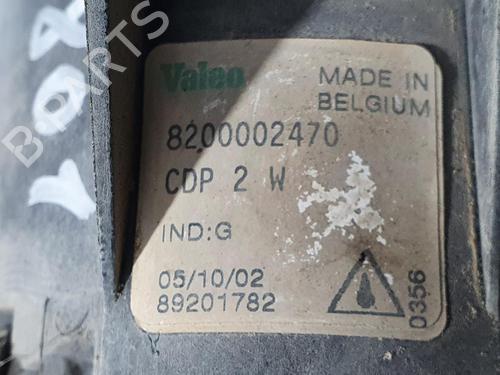 Valeo
MADE IN
BELGIUM
8200002470
CDP 2 W
IND:G
05/10/02
89201782
0356
PARTS